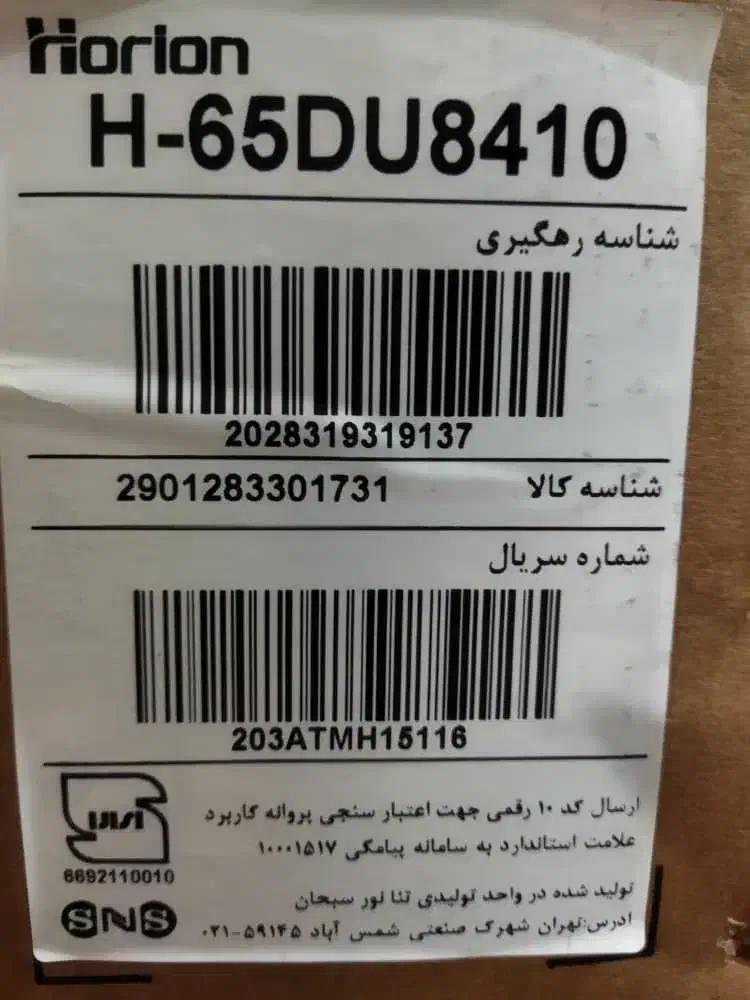 Horion
H-65DU8410
شناسه رهگیری
2028319319137
شناسه کالا 2901283301731
شماره سریال
203ATMH15116
ارسال کد ۱۰ رقمی جهت اعتبار سنجی پروانه کاربرد
علامت استاندارد به سامانه پیامکی ۱۰۰۰۱۵۱۷
6692110010
تولید شده در واحد تولیدی ثنا نور سبحان
SNS
ادرس:تهران شهرک صنعتی شمس آباد ۵۹۱۴۵-۰۲۱